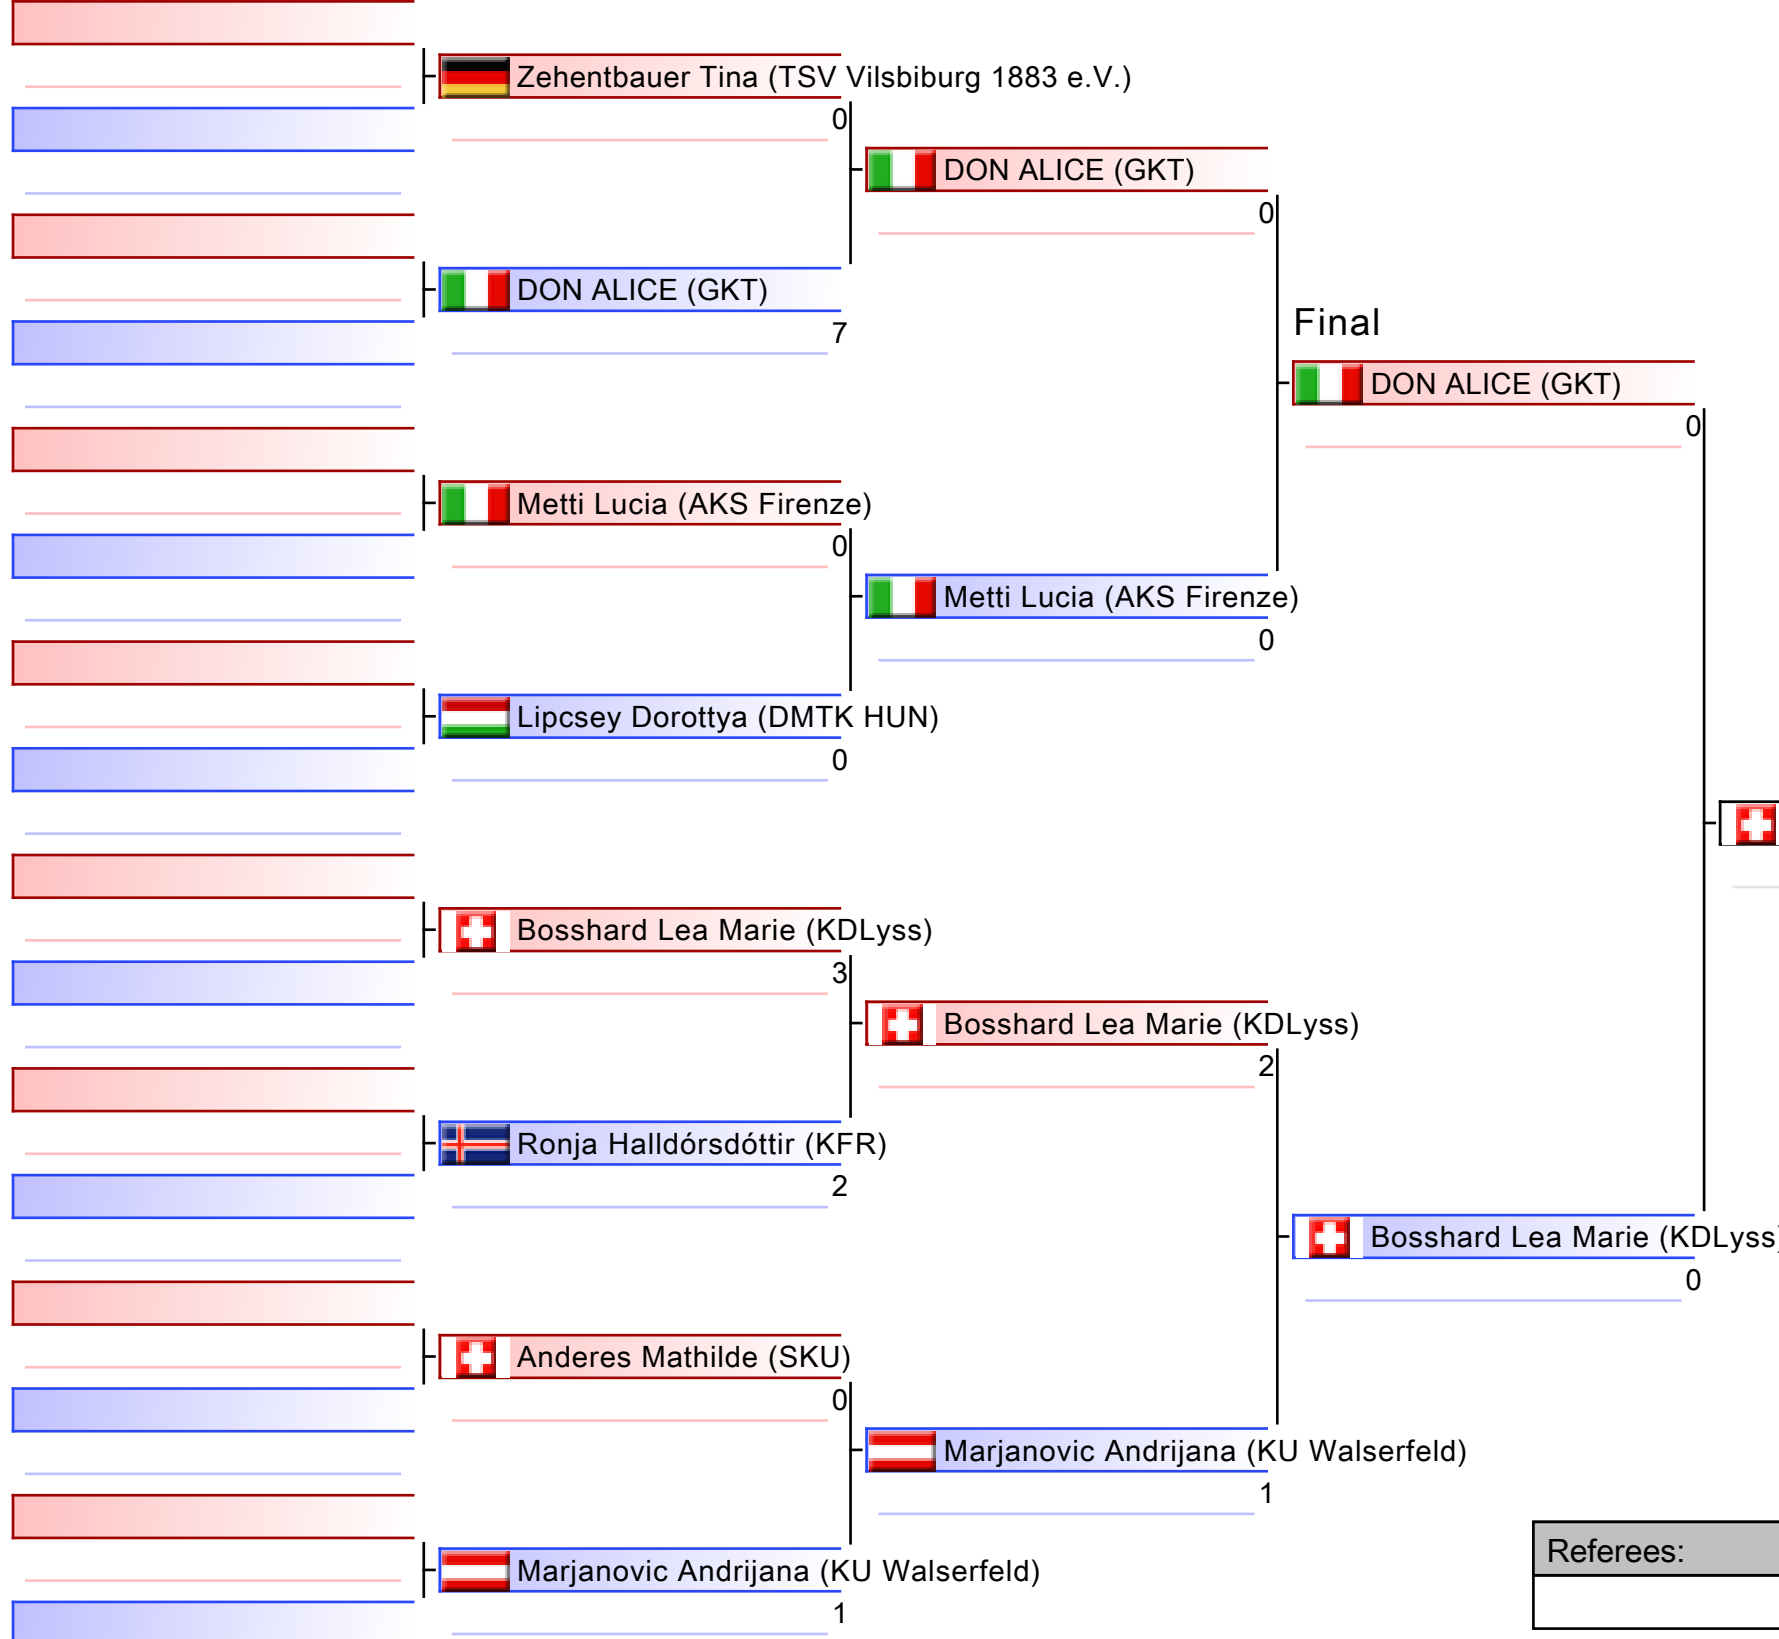 Zehentbauer Tina (TSV Vilsbiburg 1883 e.V.)
0
DON ALICE (GKT)
0
DON ALICE (GKT)
7
Final
DON ALICE (GKT)
0
Metti Lucia (AKS Firenze)
0
Metti Lucia (AKS Firenze)
0
Lipcsey Dorottya (DMTK HUN)
0
Bosshard Lea Marie (KDLyss)
3
Bosshard Lea Marie (KDLyss)
2
Ronja Halldórsdóttir (KFR)
2
Bosshard Lea Marie (KDLyss)
0
Anderes Mathilde (SKU)
0
Marjanovic Andrijana (KU Walserfeld)
1
Referees:
Marjanovic Andrijana (KU Walserfeld)
1